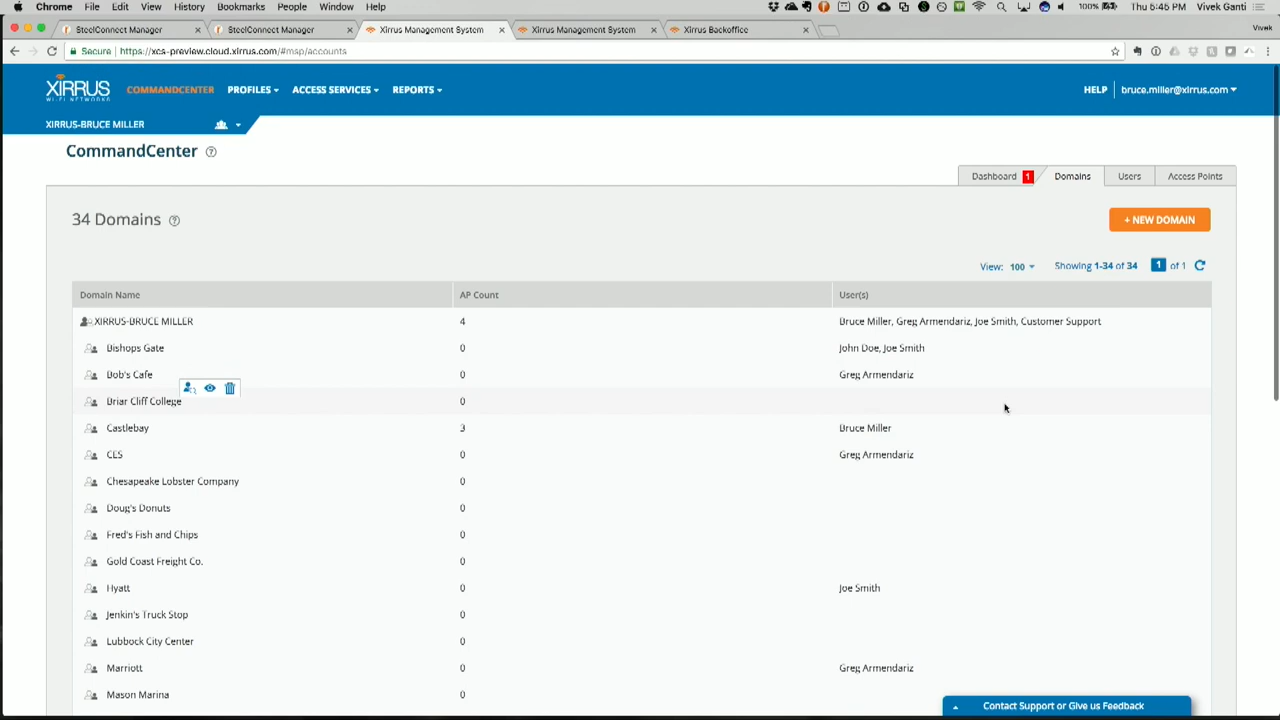 Chrome File Edit View History Bookmarks People Window Help 100% Thu 5:45 PM Vivek Ganti
SteelConnect Manager SteelConnect Manager Xirrus Management System Xirrus Management System Xirrus Backoffice Vivek
Secure https://xcs-preview.cloud.xirrus.com/#msp/accounts
XIRRUS COMMANDCENTER PROFILES ACCESS SERVICES REPORTS HELP bruce.miller@xirrus.com
WI-FI NETWORKS
XIRRUS-BRUCE MILLER
CommandCenter ?
Dashboard 1 Domains Users Access Points
34 Domains ? + NEW DOMAIN
View: 100 Showing 1-34 of 34 1 of 1
Domain Name AP Count User(s)
XIRRUS-BRUCE MILLER 4 Bruce Miller, Greg Armendariz, Joe Smith, Customer Support
Bishops Gate 0 John Doe, Joe Smith
Bob's Cafe 0 Greg Armendariz
Briar Cliff College 0
Castlebay 3 Bruce Miller
CES 0 Greg Armendariz
Chesapeake Lobster Company 0
Doug's Donuts 0
Fred's Fish and Chips 0
Gold Coast Freight Co. 0
Hyatt 0 Joe Smith
Jenkin's Truck Stop 0
Lubbock City Center 0
Marriott 0 Greg Armendariz
Mason Marina 0
Contact Support or Give us Feedback